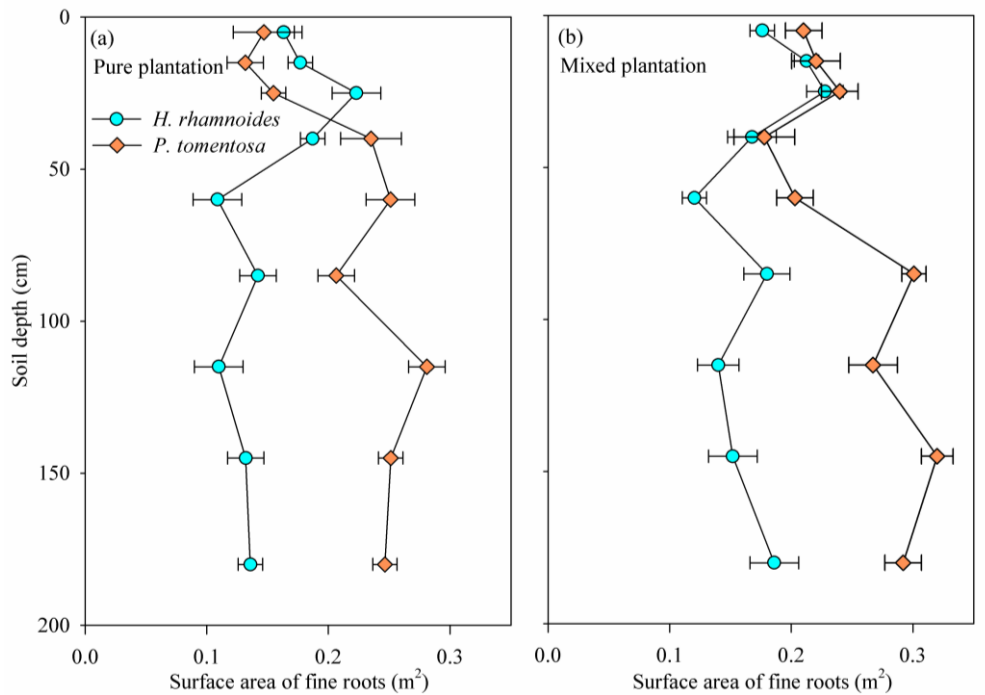 0
50
100
150
200
Soil depth (cm)
(a)
Pure plantation
H. rhamnoides
P. tomentosa
0.0
0.1
0.2
0.3
Surface area of fine roots (m²)
(b)
Mixed plantation
0.0
0.1
0.2
0.3
Surface area of fine roots (m²)